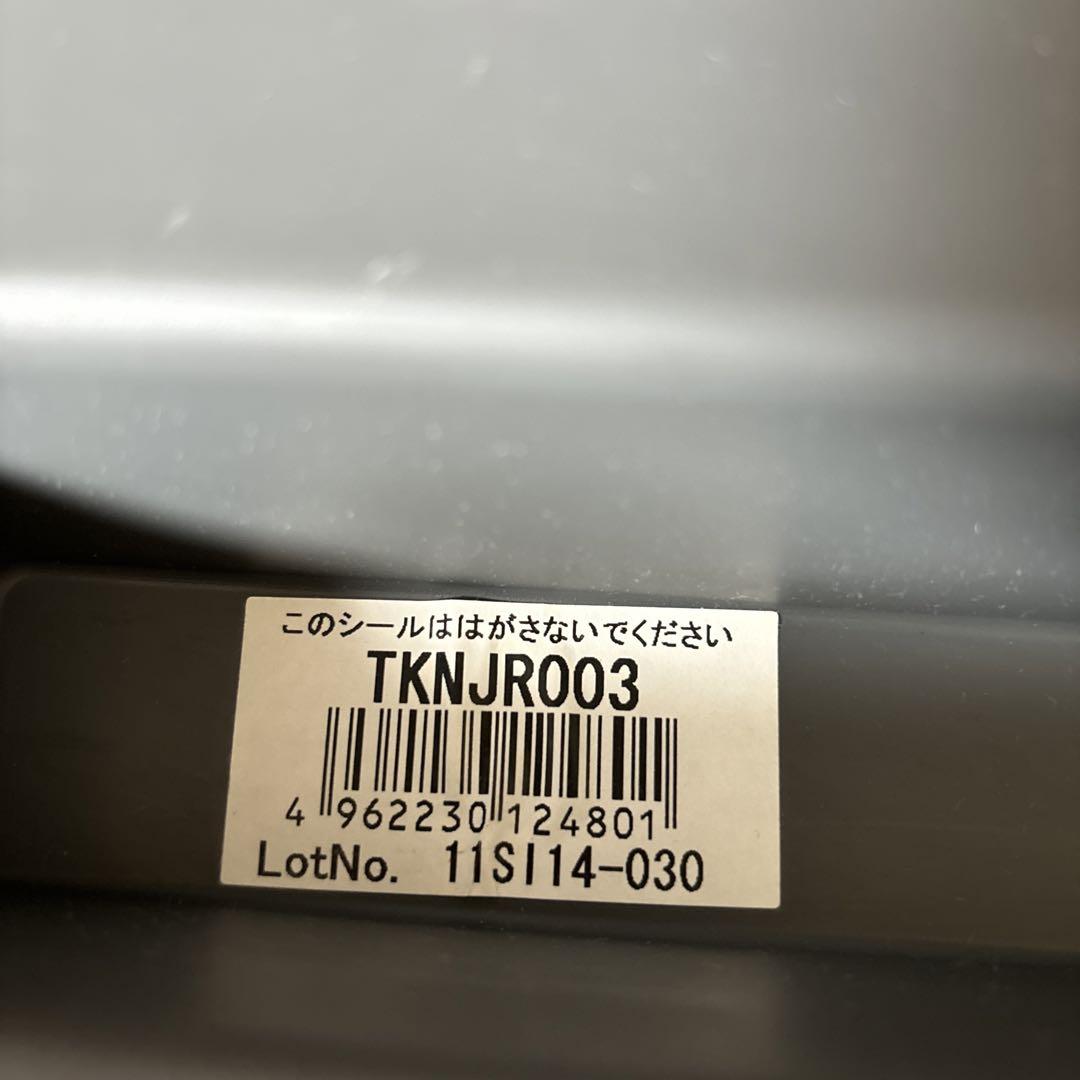 このシールははがさないでください
TKNJR003
4 962230 124801
LotNo. 11SI14-030